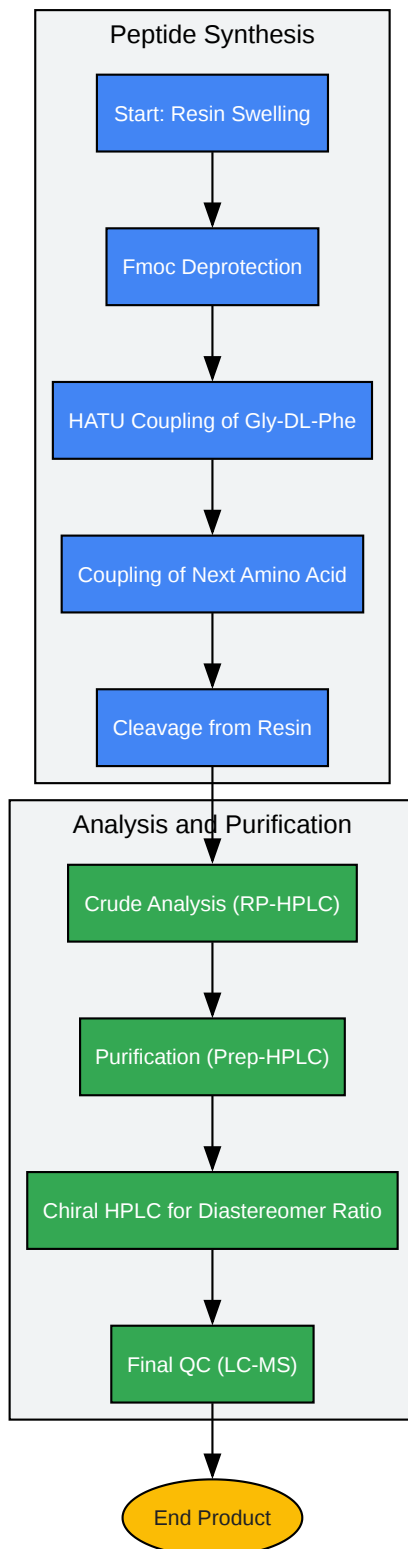 Peptide Synthesis
Start: Resin Swelling
Fmoc Deprotection
HATU Coupling of Gly-DL-Phe
Coupling of Next Amino Acid
Cleavage from Resin
Analysis and Purification
Crude Analysis (RP-HPLC)
Purification (Prep-HPLC)
Chiral HPLC for Diastereomer Ratio
Final QC (LC-MS)
End Product